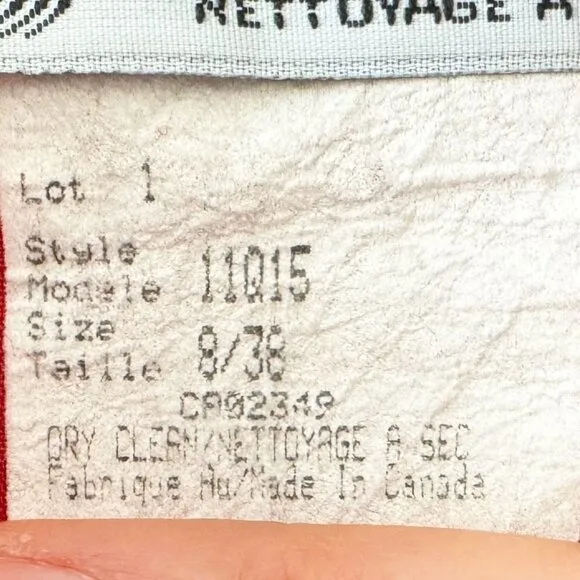 NETTOYAGE A
Lot 1
Style
Modele 11Q15
Size
Taille 8/38
CA02349
DRY CLEAN/NETTOYAGE A SEC
Fabrique Au/Made In Canada